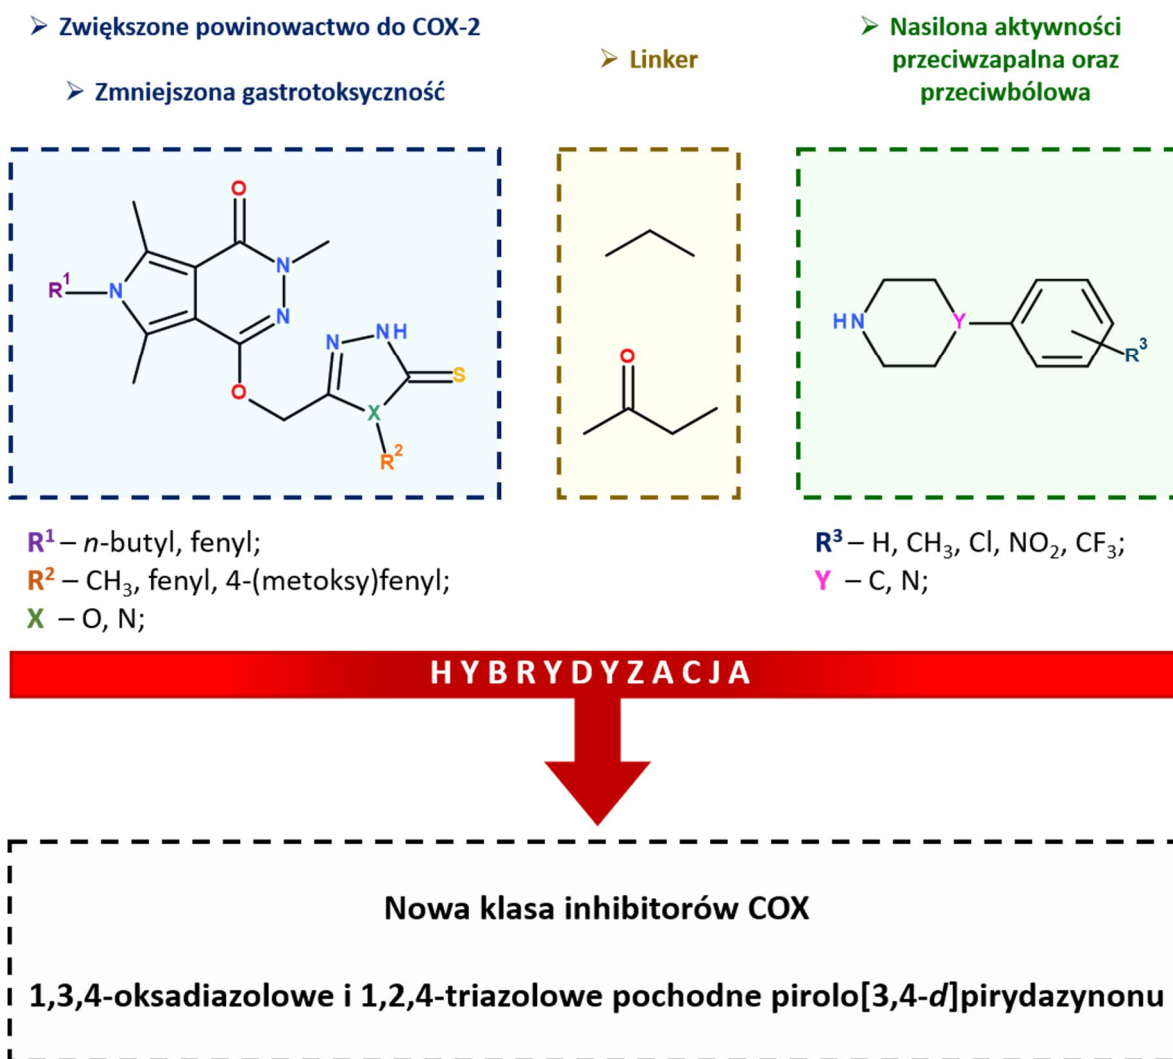 ➢ Zwiększone powinowactwo do COX-2
➢ Zmniejszona gastrotoksyczność
➢ Linker
➢ Nasilona aktywności
przeciwzapalna oraz
przeciwbólowa
O
N
R¹
N
N
N
NH
S
O
X
R²
O
HN
Y
R³
R¹ – n-butyl, fenyl;
R² – CH₃, fenyl, 4-(metoksy)fenyl;
X – O, N;
R³ – H, CH₃, Cl, NO₂, CF₃;
Y – C, N;
HYBRYDYZACJA
Nowa klasa inhibitorów COX
1,3,4-oksadiazolowe i 1,2,4-triazolowe pochodne pirolo[3,4-d]pirydazynonu